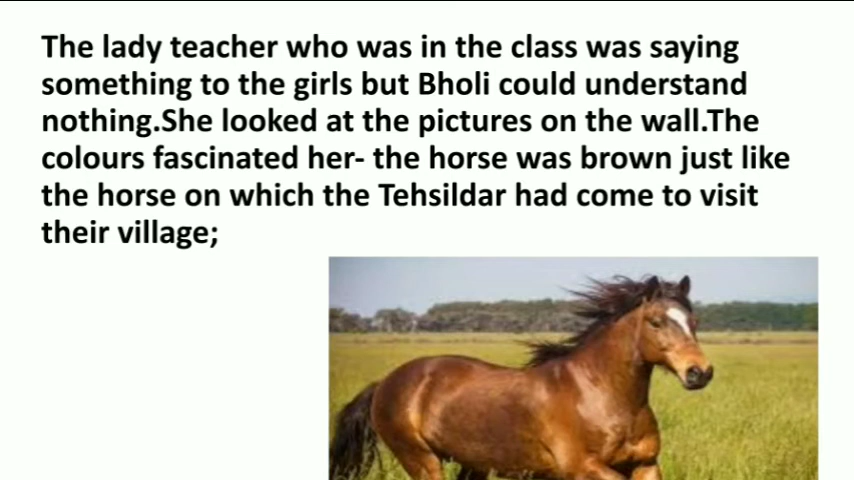 The lady teacher who was in the class was saying
something to the girls but Bholi could understand
nothing.She looked at the pictures on the wall.The
colours fascinated her- the horse was brown just like
the horse on which the Tehsildar had come to visit
their village;